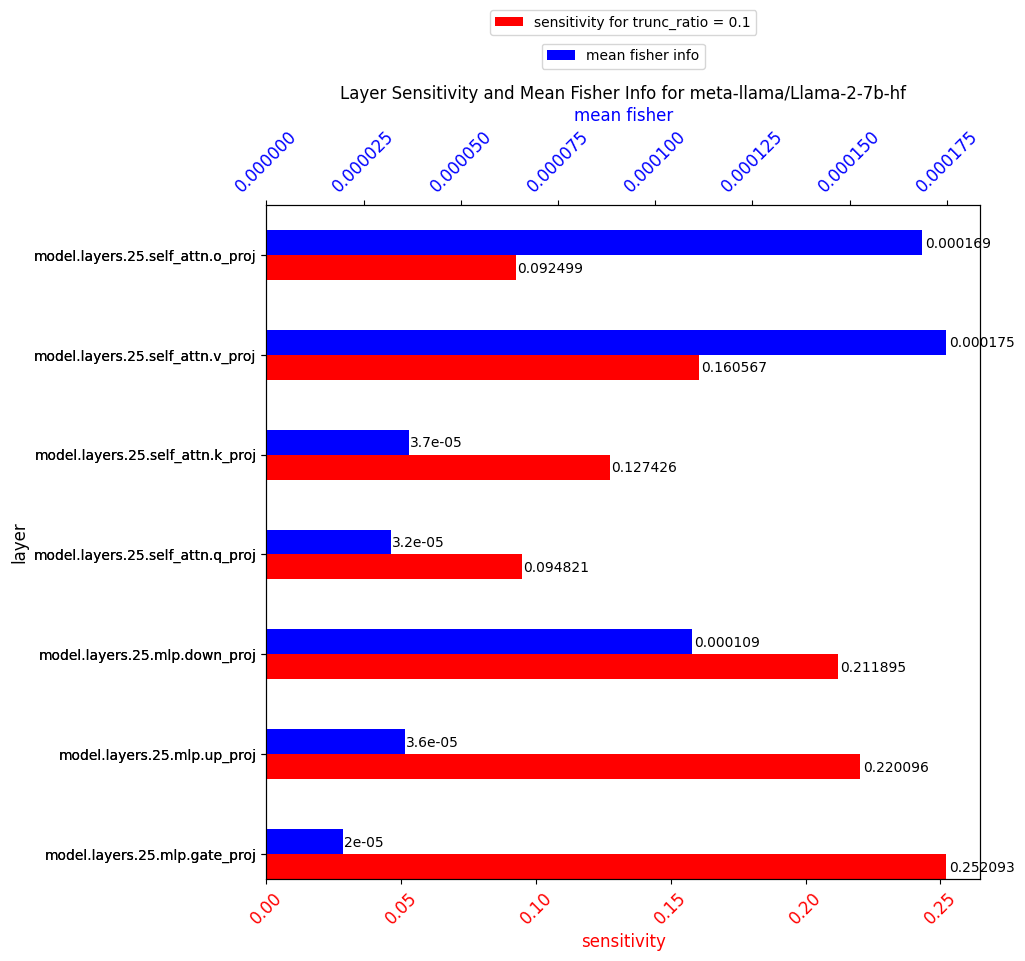 sensitivity for trunc_ratio = 0.1
mean fisher info
Layer Sensitivity and Mean Fisher Info for meta-llama/Llama-2-7b-hf
mean fisher
0.000000 0.000025 0.000050 0.000075 0.000100 0.000125 0.000150 0.000175
model.layers.25.self_attn.o_proj
0.000169
0.092499
model.layers.25.self_attn.v_proj
0.000175
0.160567
model.layers.25.self_attn.k_proj
3.7e-05
0.127426
model.layers.25.self_attn.q_proj
3.2e-05
0.094821
layer
model.layers.25.mlp.down_proj
0.000109
0.211895
model.layers.25.mlp.up_proj
3.6e-05
0.220096
model.layers.25.mlp.gate_proj
2e-05
0.252093
0.00 0.05 0.10 0.15 0.20 0.25
sensitivity